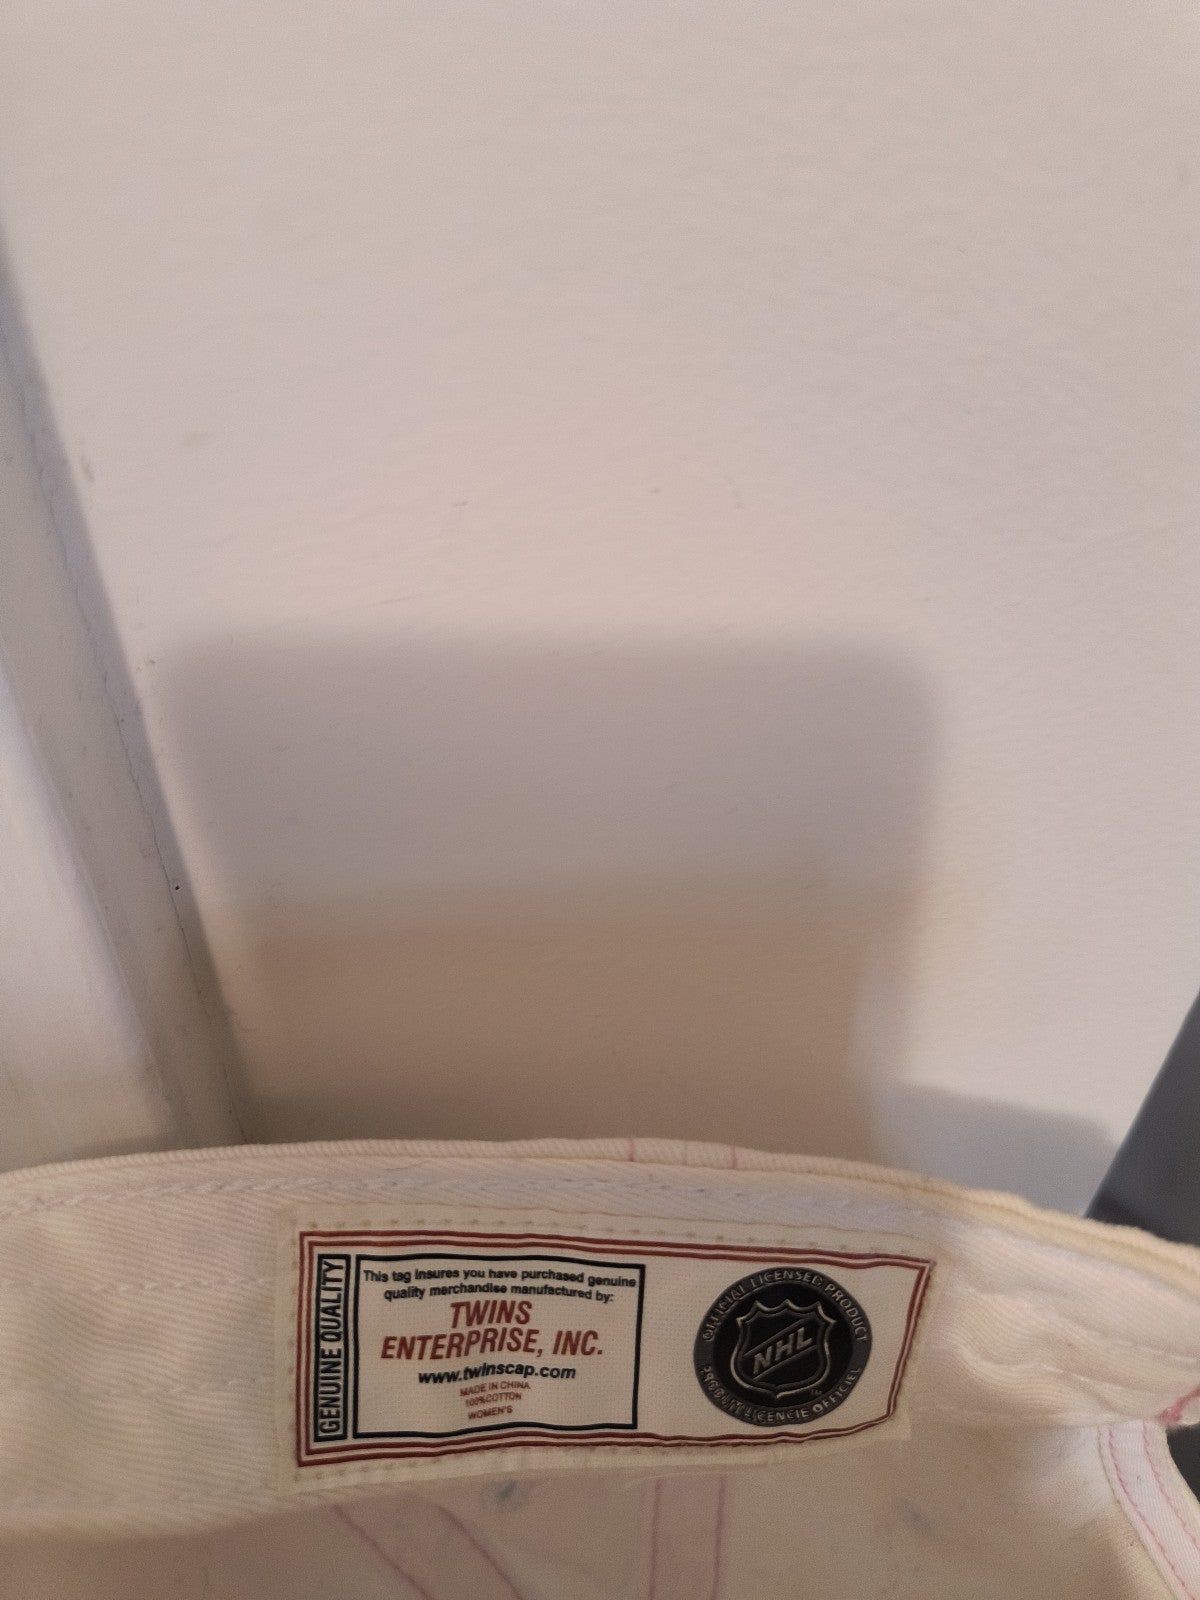 GENUINE QUALITY
This tag insures you have purchased genuine
quality merchandise manufactured by:
TWINS
ENTERPRISE, INC.
www.twinscap.com
MADE IN CHINA
100%COTTON
WOMEN'S
OFFICIAL LICENSED PRODUCT
NHL
TM
PRODUIT LICENCIE OFFICIEL